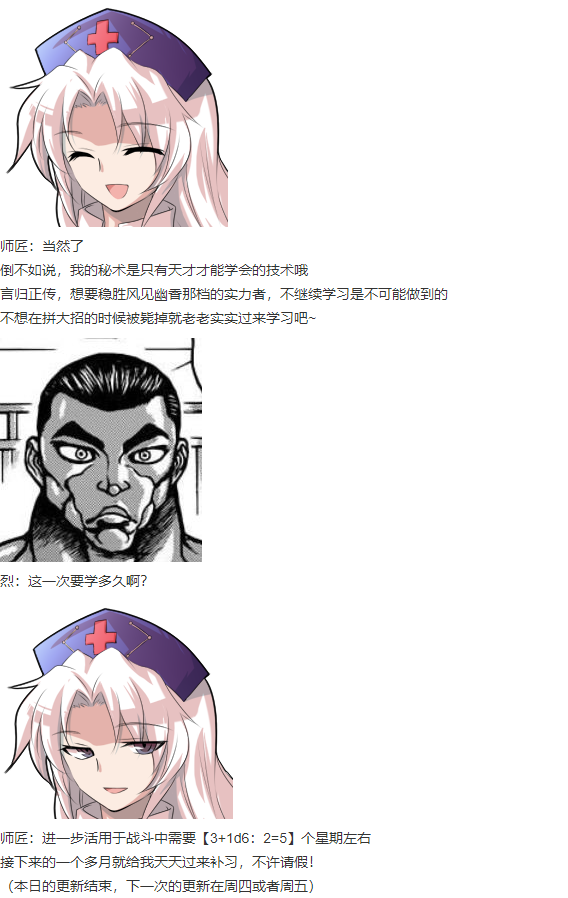 师匠：当然了
倒不如说，我的秘术是只有天才才能学会的技术哦
言归正传，想要稳胜风见幽香那档的实力者，不继续学习是不可能做到的
不想在拼大招的时候被毙掉就老老实实过来学习吧~
烈：这一次要学多久啊？
师匠：进一步活用于战斗中需要【3+1d6：2=5】个星期左右
接下来的一个多月就给我天天过来补习，不许请假！
（本日的更新结束，下一次的更新在周四或者周五）